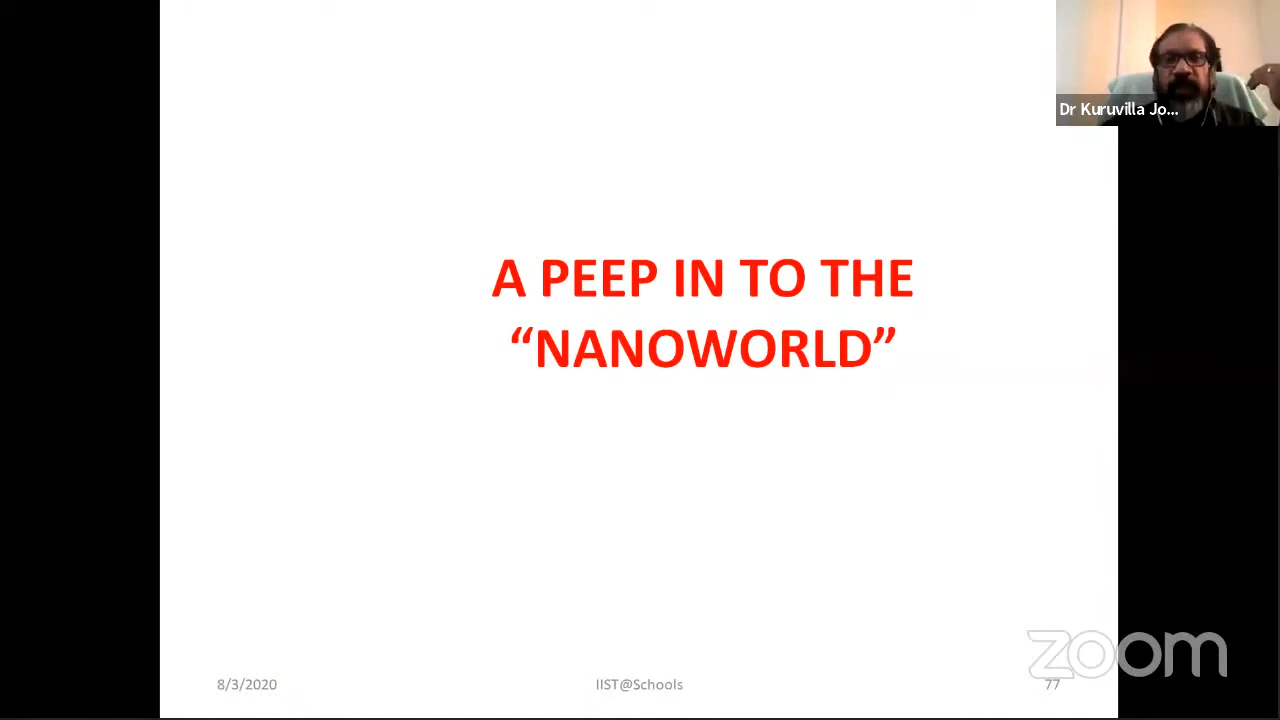 Dr Kuruvilla Jo...
A PEEP IN TO THE
“NANOWORLD”
zoom
8/3/2020
IIST@Schools
77